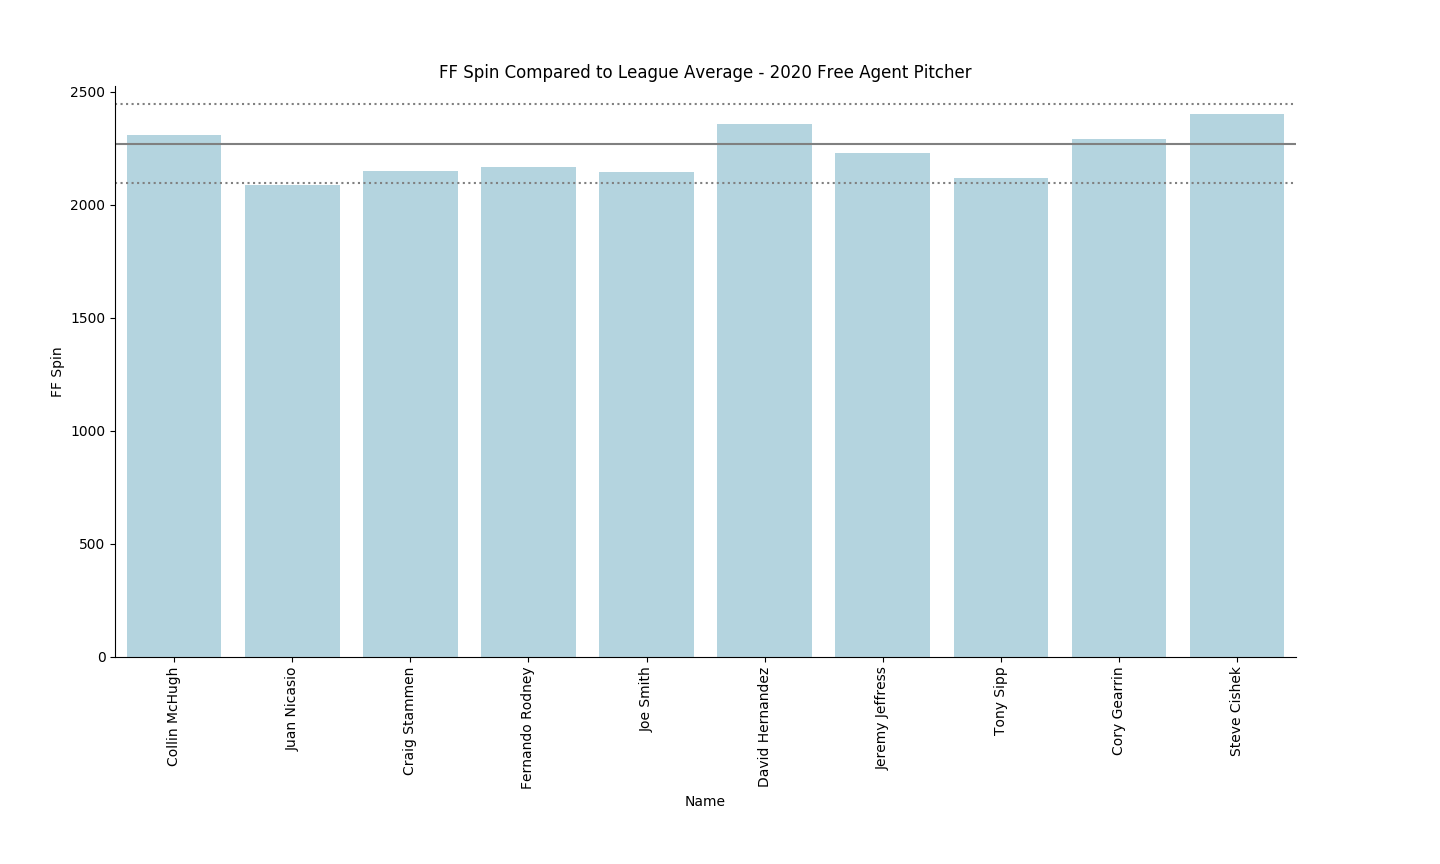 FF Spin Compared to League Average - 2020 Free Agent Pitcher
2500
2000
1500
1000
500
0
FF Spin
Collin McHugh
Juan Nicasio
Craig Stammen
Fernando Rodney
Joe Smith
David Hernandez
Jeremy Jeffress
Tony Sipp
Cory Gearrin
Steve Cishek
Name